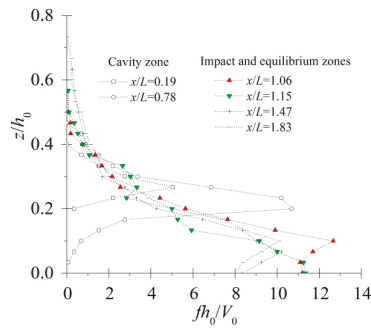 0.8
Cavity zone
x/L=0.19
x/L=0.78
Impact and equilibrium zones
x/L=1.06
x/L=1.15
x/L=1.47
x/L=1.83
0.6
z/h₀
0.4
0.2
0.0
0 2 4 6 8 10 12 14
fh₀/V₀